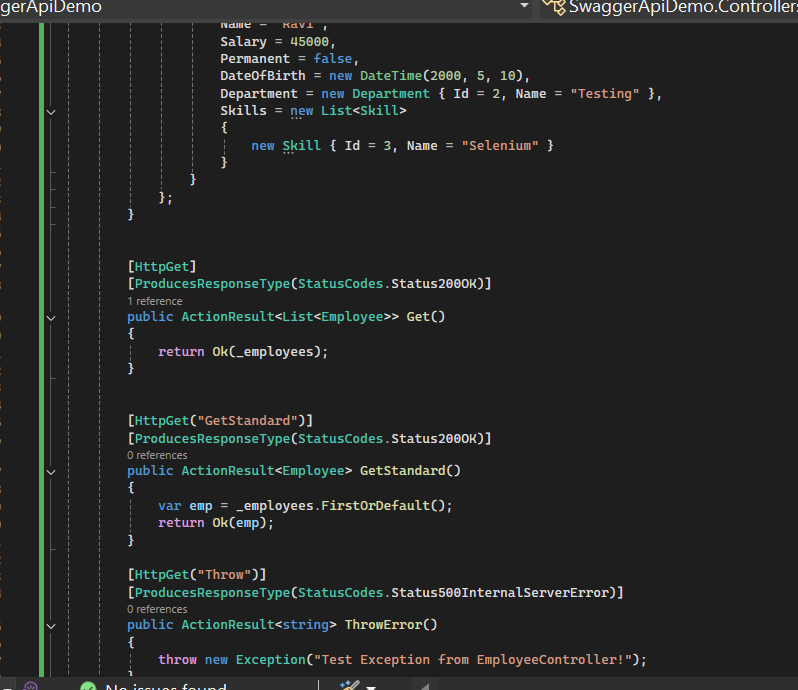 gerApiDemo
SwaggerApiDemo.Controllers
Name = "Ravi",
Salary = 45000,
Permanent = false,
DateOfBirth = new DateTime(2000, 5, 10),
Department = new Department { Id = 2, Name = "Testing" },
Skills = new List<Skill>
{
new Skill { Id = 3, Name = "Selenium" }
}
}
};
}
[HttpGet]
[ProducesResponseType(StatusCodes.Status200OK)]
1 reference
public ActionResult<List<Employee>> Get()
{
return Ok(_employees);
}
[HttpGet("GetStandard")]
[ProducesResponseType(StatusCodes.Status200OK)]
0 references
public ActionResult<Employee> GetStandard()
{
var emp = _employees.FirstOrDefault();
return Ok(emp);
}
[HttpGet("Throw")]
[ProducesResponseType(StatusCodes.Status500InternalServerError)]
0 references
public ActionResult<string> ThrowError()
{
throw new Exception("Test Exception from EmployeeController!");
}
No issues found